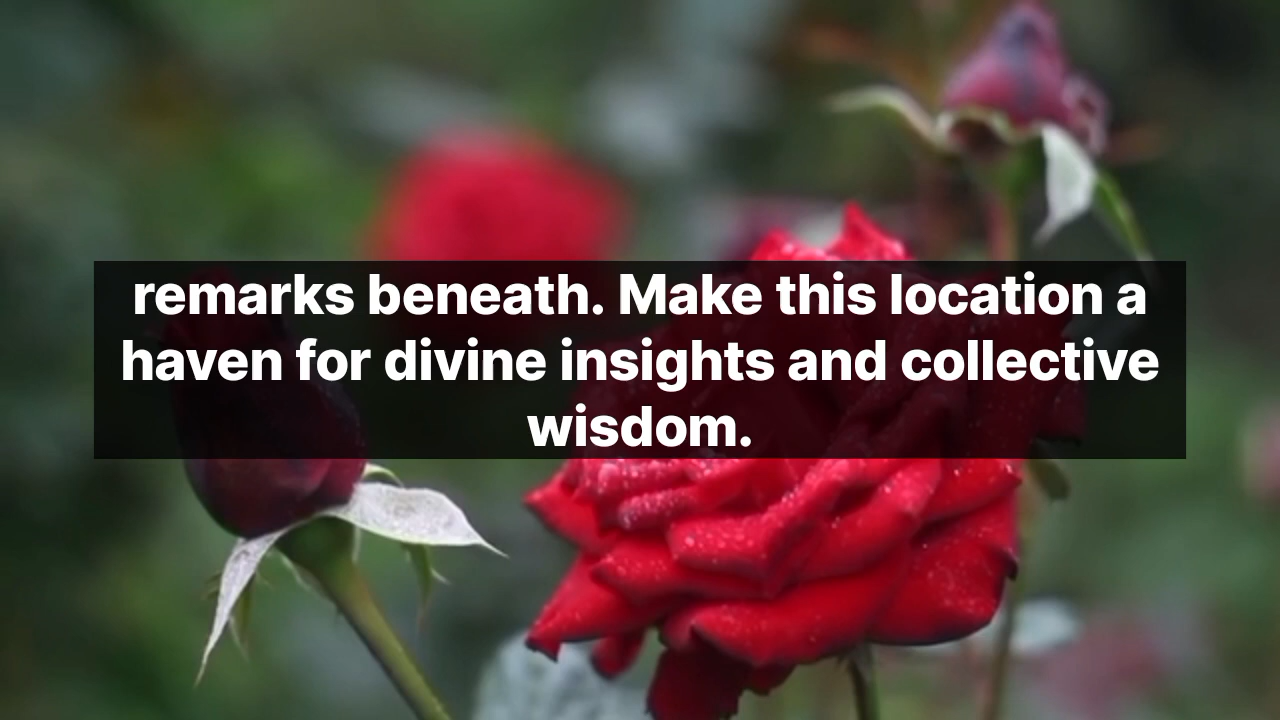 remarks beneath. Make this location a
haven for divine insights and collective
wisdom.